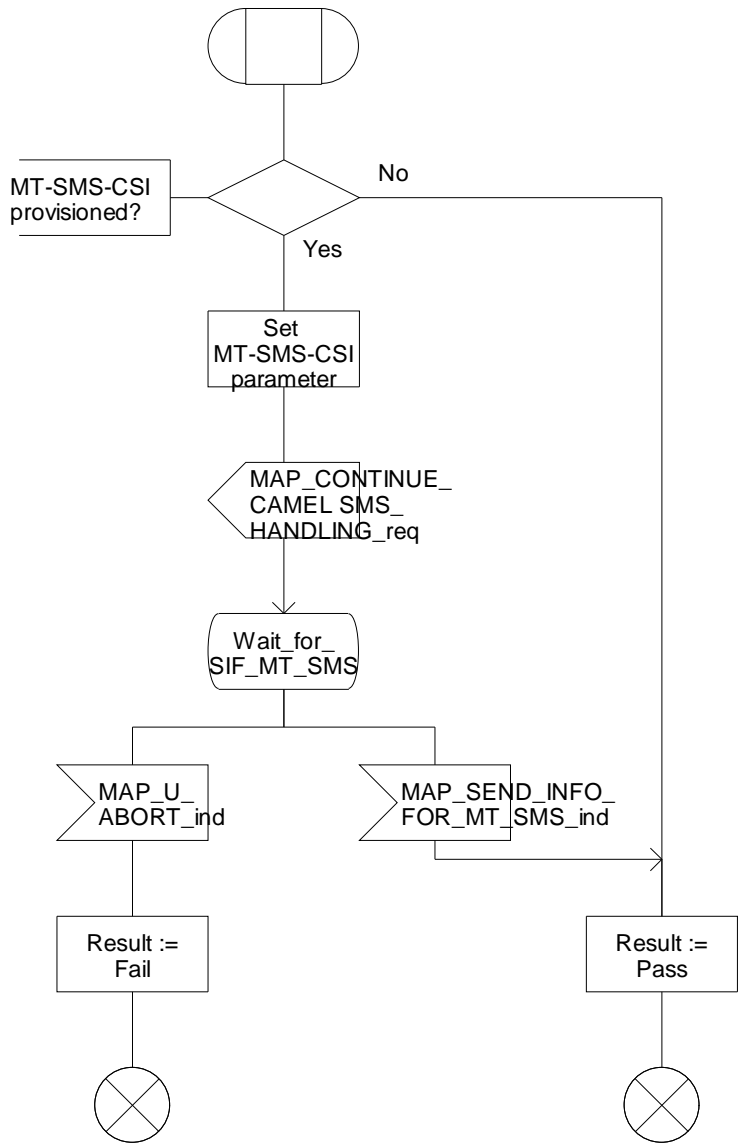 No
MT-SMS-CSI
provisioned?
Yes
Set
MT-SMS-CSI
parameter
MAP_CONTINUE_
CAMEL SMS_
HANDLING_req
Wait_for_
SIF_MT_SMS
MAP_U_
ABORT_ind
MAP_SEND_INFO_
FOR_MT_SMS_ind
Result :=
Fail
Result :=
Pass